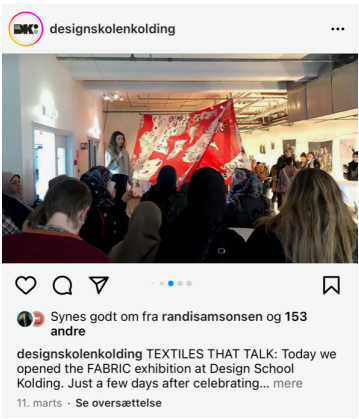 DK:
designskolenkolding
Synes godt om fra randisamsonsen og 153
andre
designskolenkolding TEXTILES THAT TALK: Today we
opened the FABRIC exhibition at Design School
Kolding. Just a few days after celebrating... mere
11. marts · Se oversættelse